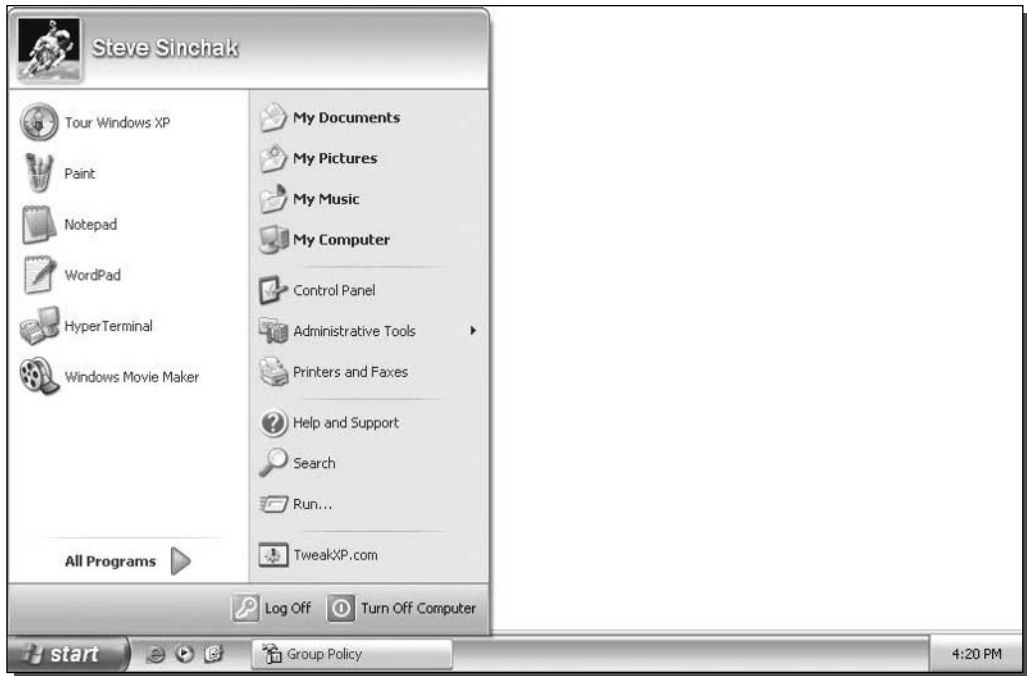 Steve Sinchak
Tour Windows XP
Paint
Notepad
WordPad
HyperTerminal
Windows Movie Maker
All Programs
My Documents
My Pictures
My Music
My Computer
Control Panel
Administrative Tools
Printers and Faxes
Help and Support
Search
Run...
TweakXP.com
Log Off
Turn Off Computer
start
Group Policy
4:20 PM